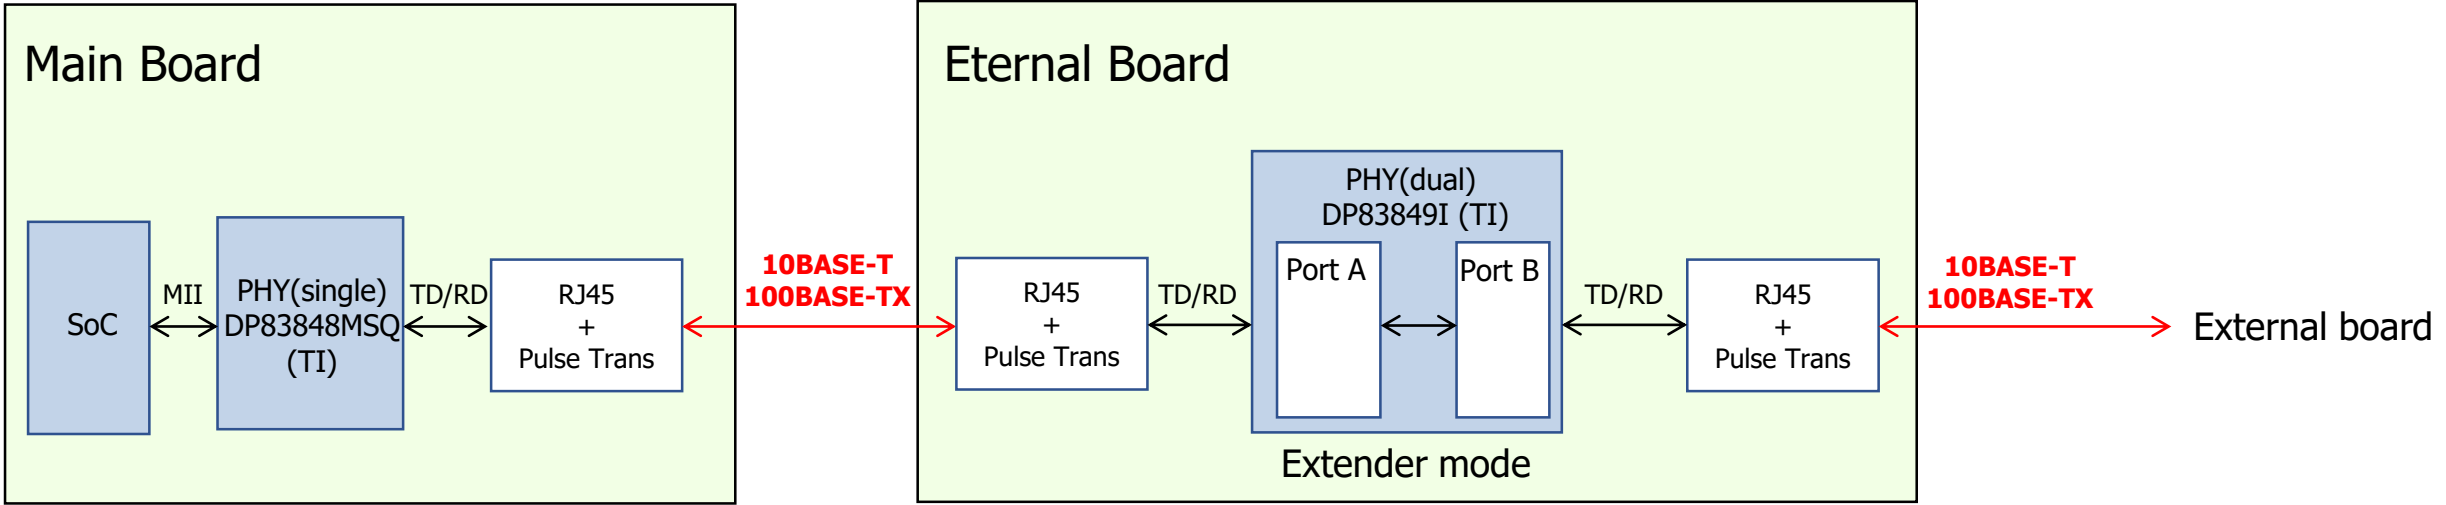 Main Board
SoC
MII
PHY(single)
DP83848MSQ
(TI)
TD/RD
RJ45
+
Pulse Trans
10BASE-T
100BASE-TX
Eternal Board
RJ45
+
Pulse Trans
TD/RD
PHY(dual)
DP83849I (TI)
Port A
Port B
Extender mode
TD/RD
RJ45
+
Pulse Trans
10BASE-T
100BASE-TX
External board